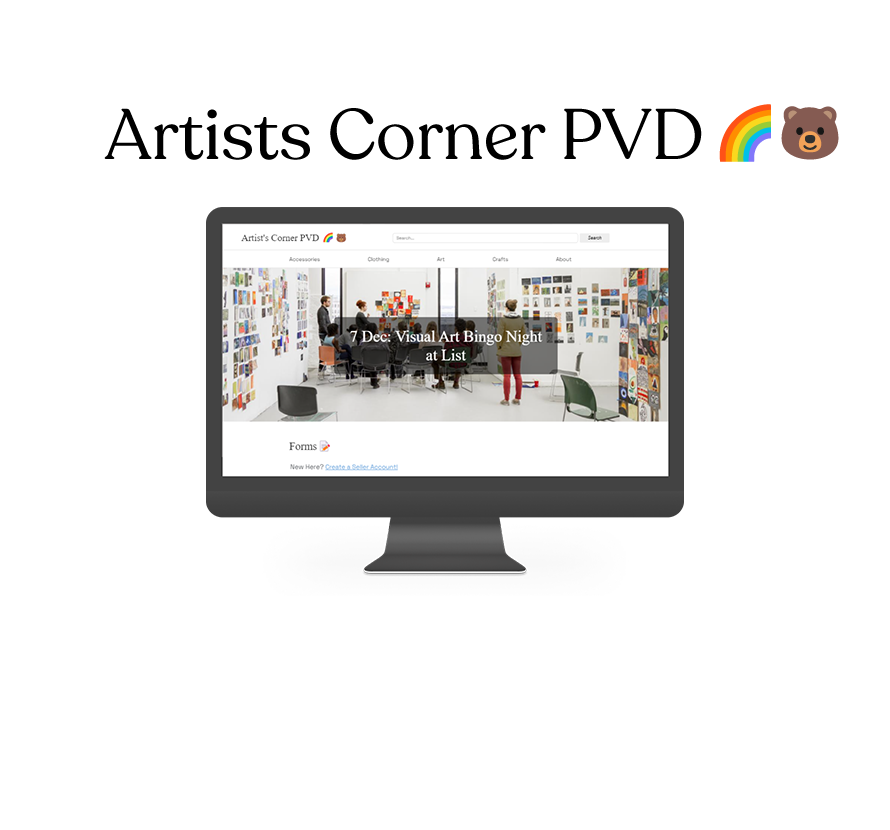 Artists Corner PVD 🌈🐻
Artist's Corner PVD 🌈🐻
Search...
Search
Accessories Clothing Art Crafts About
7 Dec: Visual Art Bingo Night
at List
Forms 📝
New Here? Create a Seller Account!